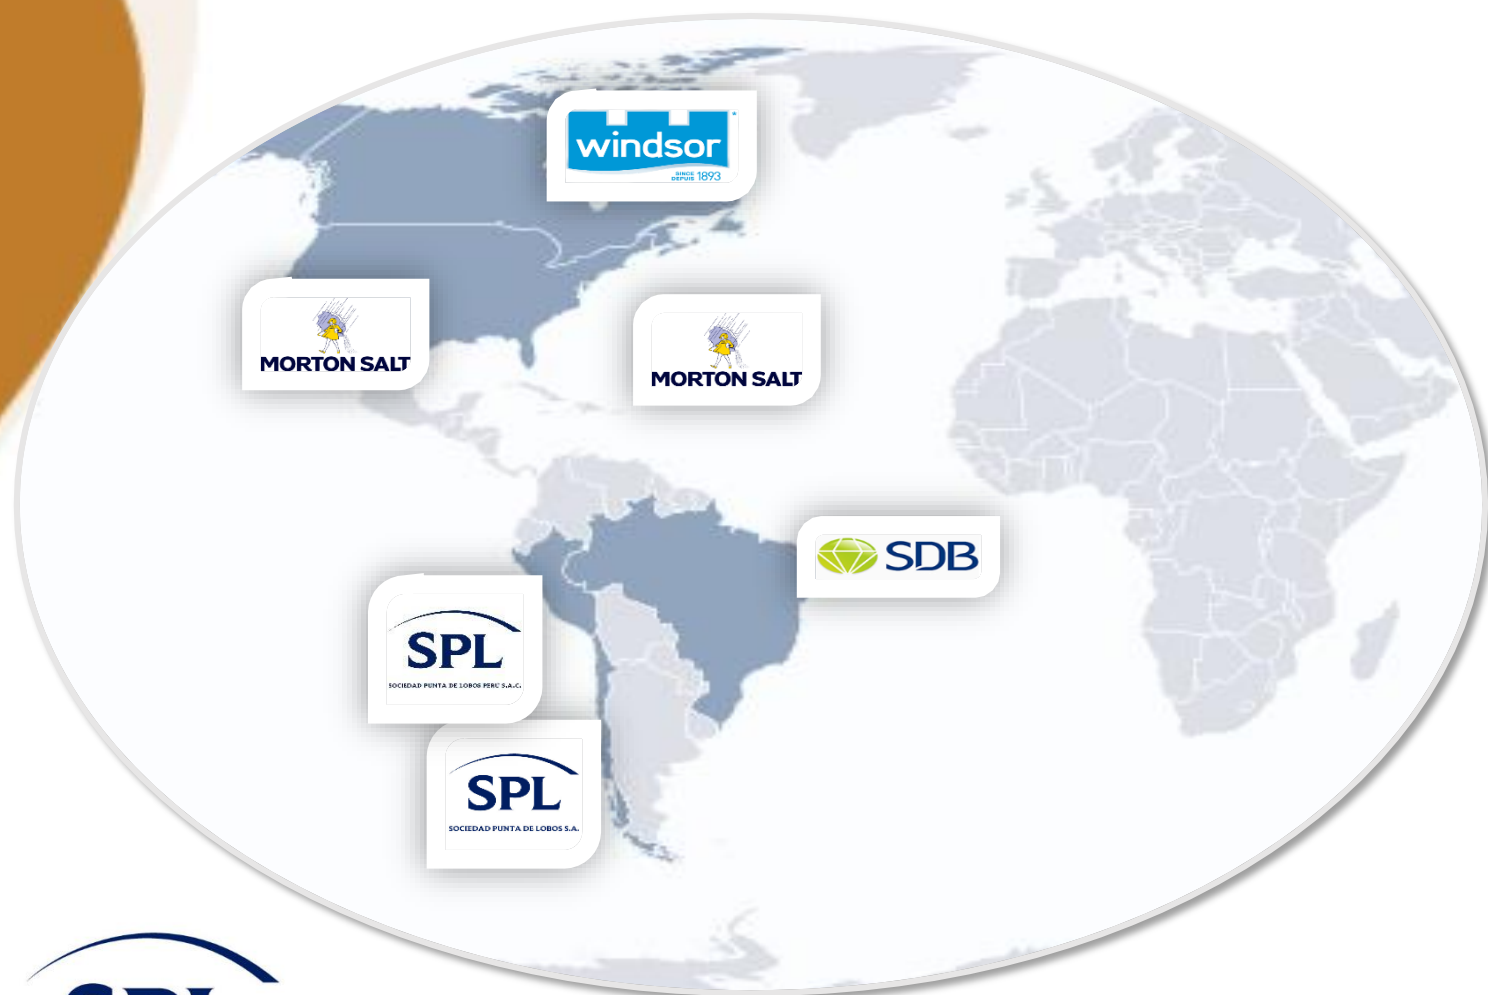 windsor
SINCE
DEPUIS 1893
MORTON SALT
MORTON SALT
SDB
SPL
SOCIEDAD PUNTA DE LOBOS PERU S.A.C.
SPL
SOCIEDAD PUNTA DE LOBOS S.A.
SPL